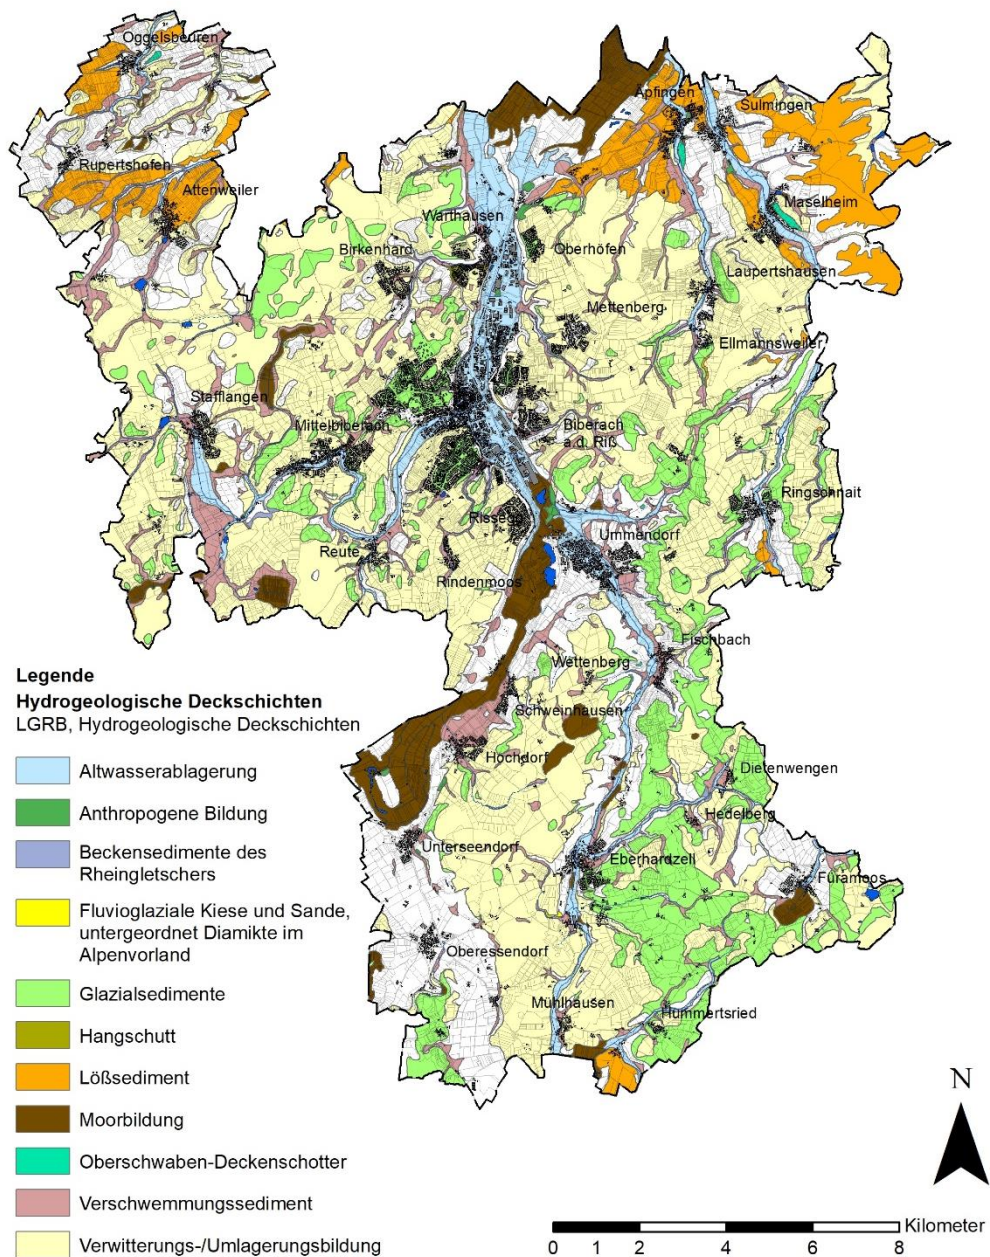 Oggelsbeuren
Rupertshofen
Attenweiler
Äpfingen
Sulmingen
Maselheim
Warthausen
Birkenhard
Oberhöfen
Laupertshausen
Mettenberg
Ellmannsweiler
Stafflangen
Mittelbiberach
Biberach
a.d. Riß
Ringschnait
Rissegg
Ummendorf
Reute
Rindenmoos
Fischbach
Wettenberg
Schweinhausen
Hochdorf
Dietenwengen
Hedelberg
Unterseendorf
Eberhardzell
Füramoos
Oberessendorf
Mühlhausen
Hummertsried
Legende
Hydrogeologische Deckschichten
LGRB, Hydrogeologische Deckschichten
Altwasserablagerung
Anthropogene Bildung
Beckensedimente des
Rheingletschers
Fluvioglaziale Kiese und Sande,
untergeordnet Diamikte im
Alpenvorland
Glazialsedimente
Hangschutt
Lößsediment
Moorbildung
Oberschwaben-Deckenschotter
Verschwemmungssediment
Verwitterungs-/Umlagerungsbildung
N
Kilometer
0 1 2 4 6 8